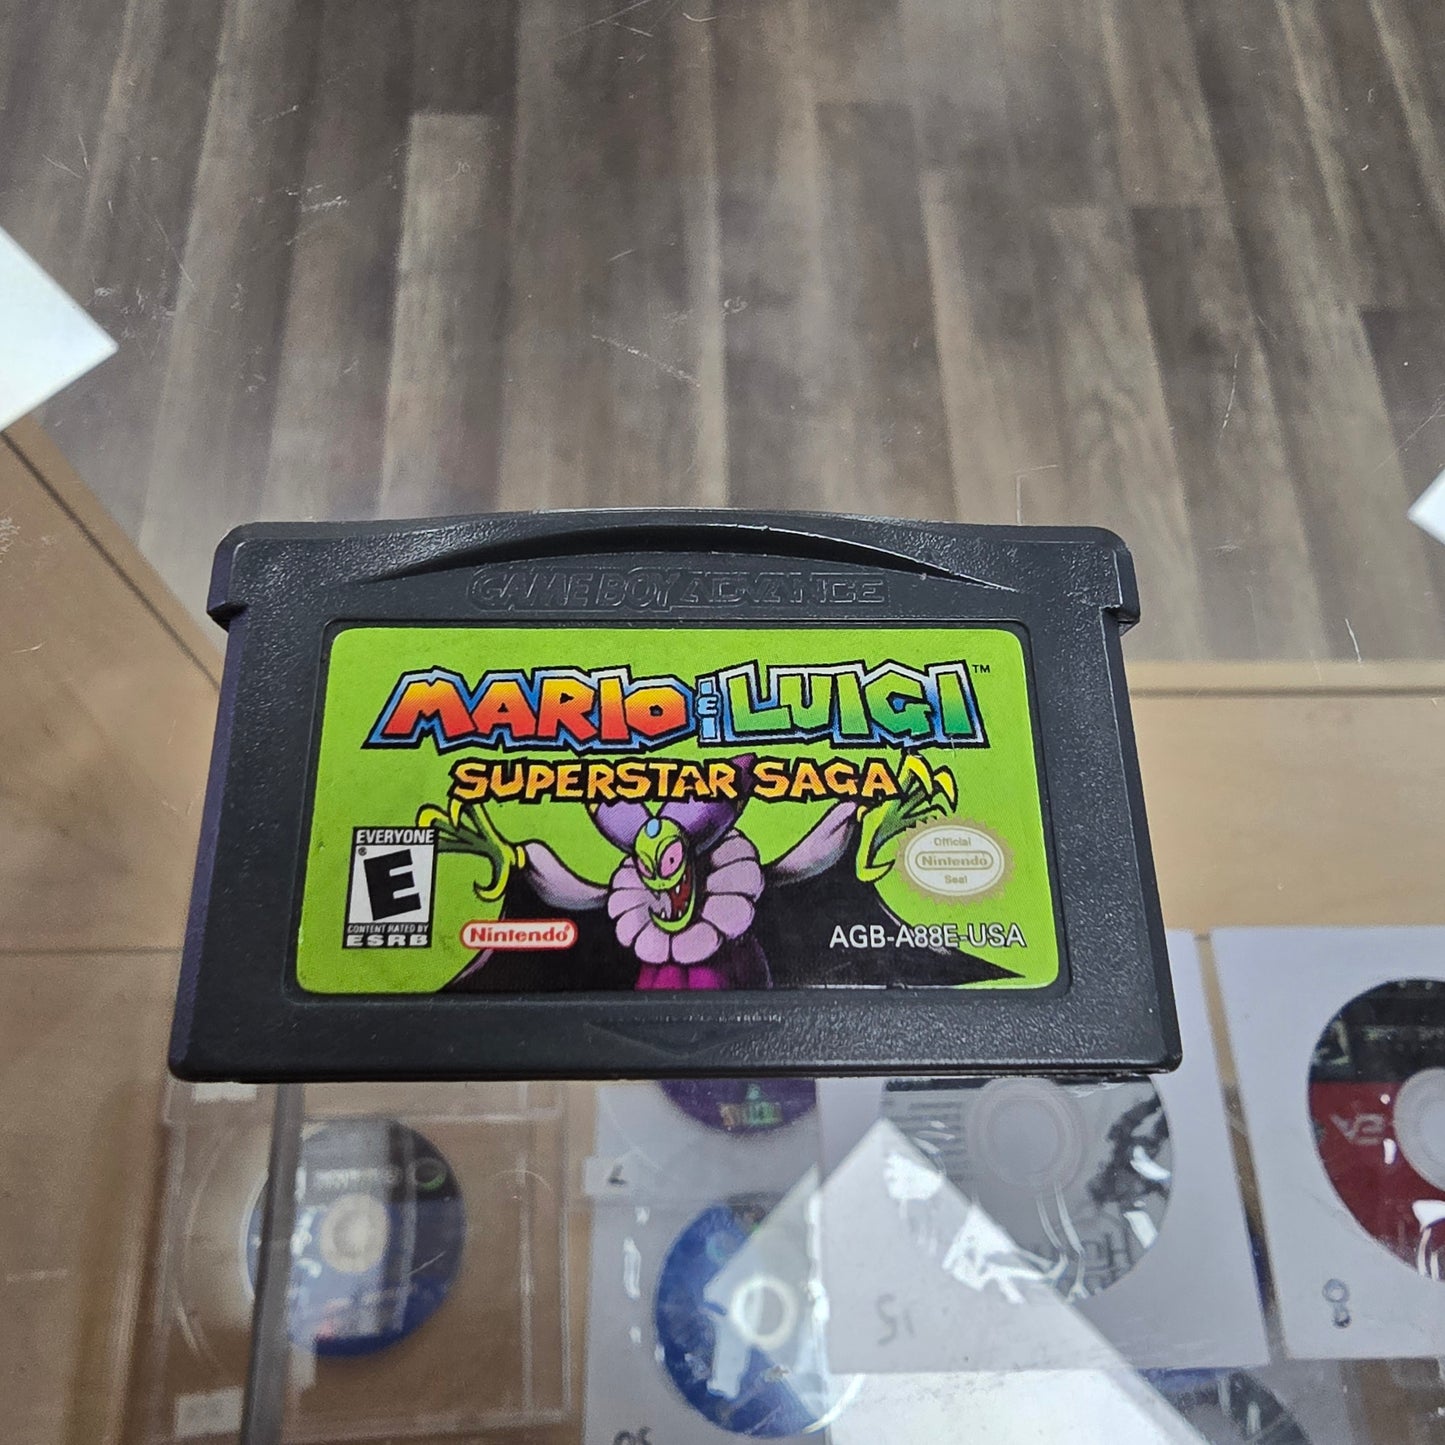 GAME BOY ADVANCE
MARIO & LUIGI™
SUPERSTAR SAGA
EVERYONE
E
®
CONTENT RATED BY
ESRB
Nintendo®
Official
Nintendo
Seal
AGB-A88E-USA